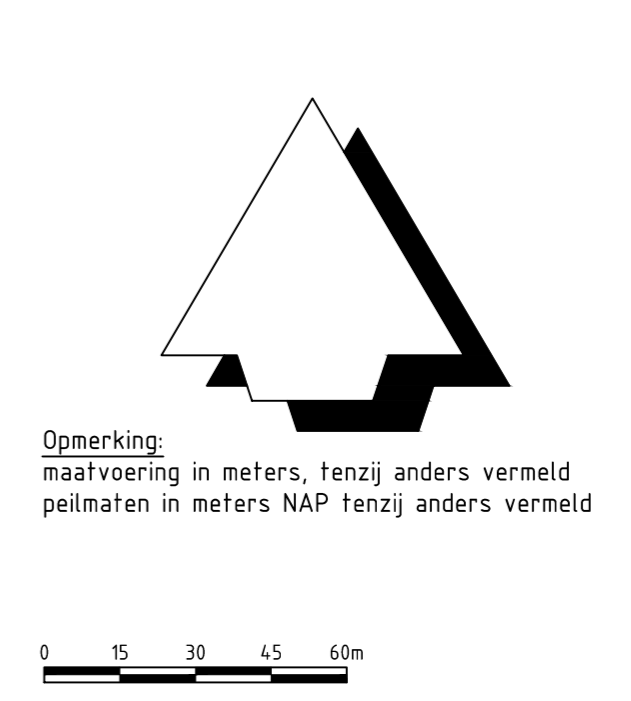 Opmerking:
maatvoering in meters, tenzij anders vermeld
peilmaten in meters NAP tenzij anders vermeld
0 15 30 45 60m